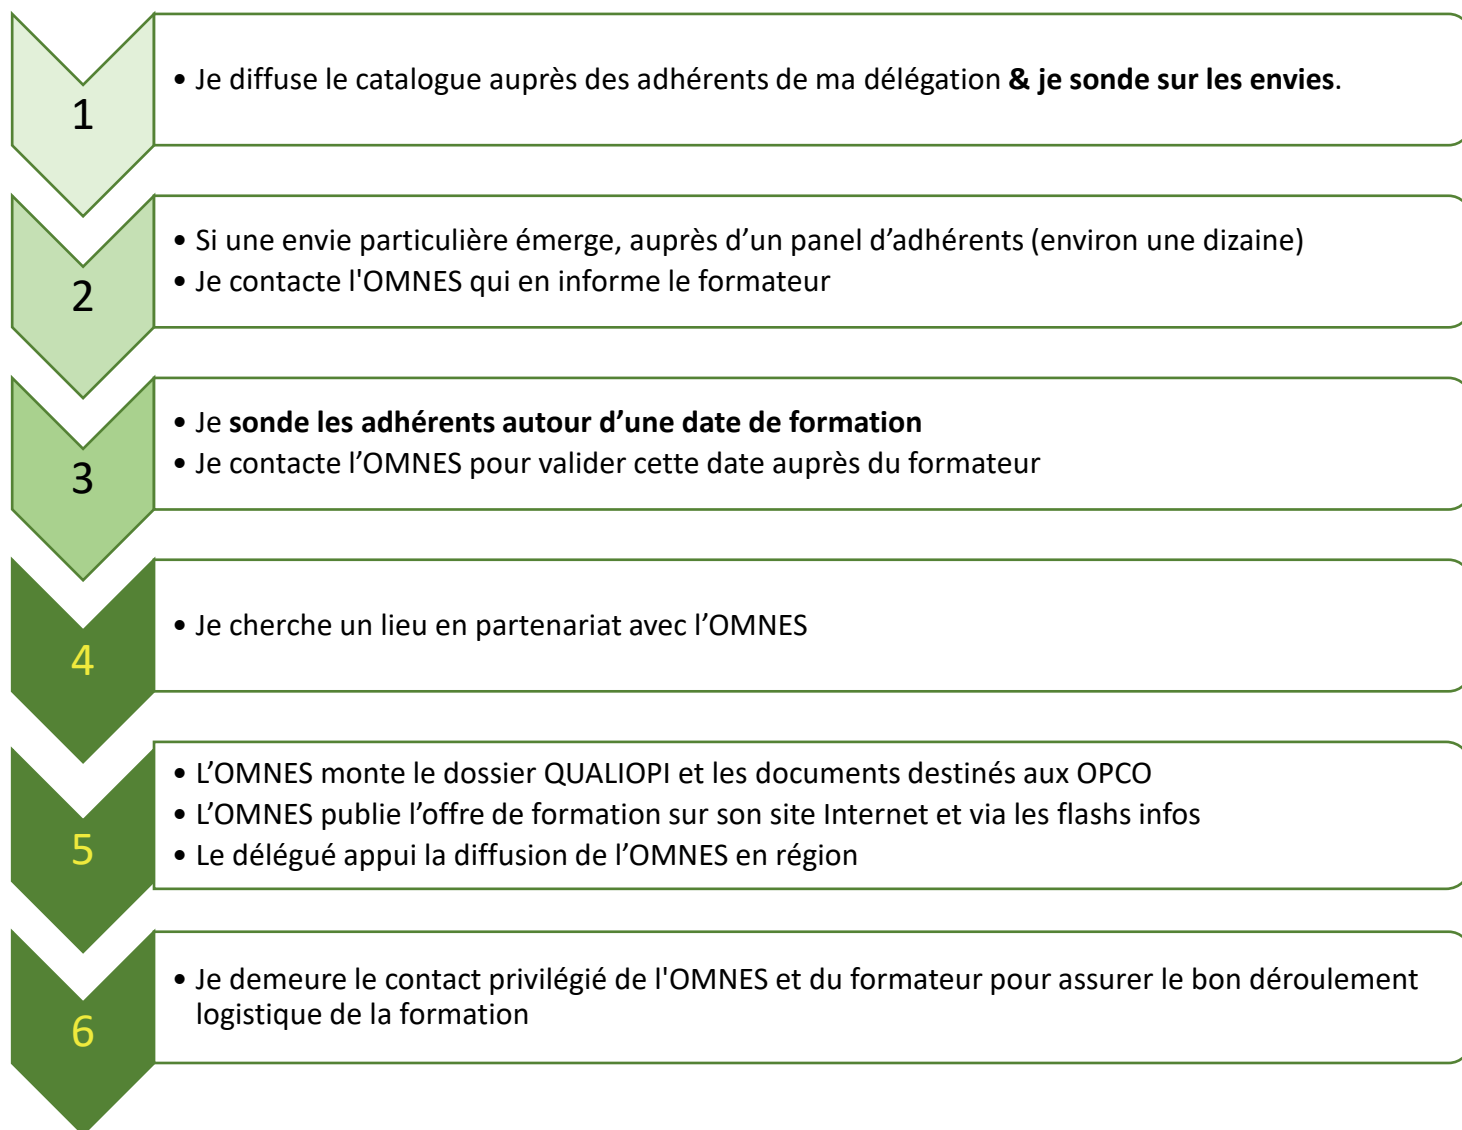 1
• Je diffuse le catalogue auprès des adhérents de ma délégation & je sonde sur les envies.
2
• Si une envie particulière émerge, auprès d’un panel d’adhérents (environ une dizaine)
• Je contacte l'OMNES qui en informe le formateur
3
• Je sonde les adhérents autour d’une date de formation
• Je contacte l’OMNES pour valider cette date auprès du formateur
4
• Je cherche un lieu en partenariat avec l’OMNES
5
• L’OMNES monte le dossier QUALIOPI et les documents destinés aux OPCO
• L’OMNES publie l’offre de formation sur son site Internet et via les flashs infos
• Le délégué appui la diffusion de l’OMNES en région
6
• Je demeure le contact privilégié de l'OMNES et du formateur pour assurer le bon déroulement
logistique de la formation